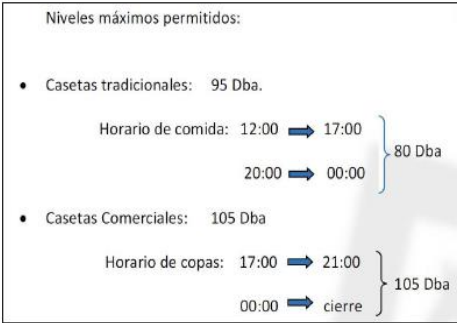 Niveles máximos permitidos:
• Casetas tradicionales: 95 Dba.
Horario de comida: 12:00 ➡ 17:00
20:00 ➡ 00:00
80 Dba
• Casetas Comerciales: 105 Dba
Horario de copas: 17:00 ➡ 21:00
00:00 ➡ cierre
105 Dba